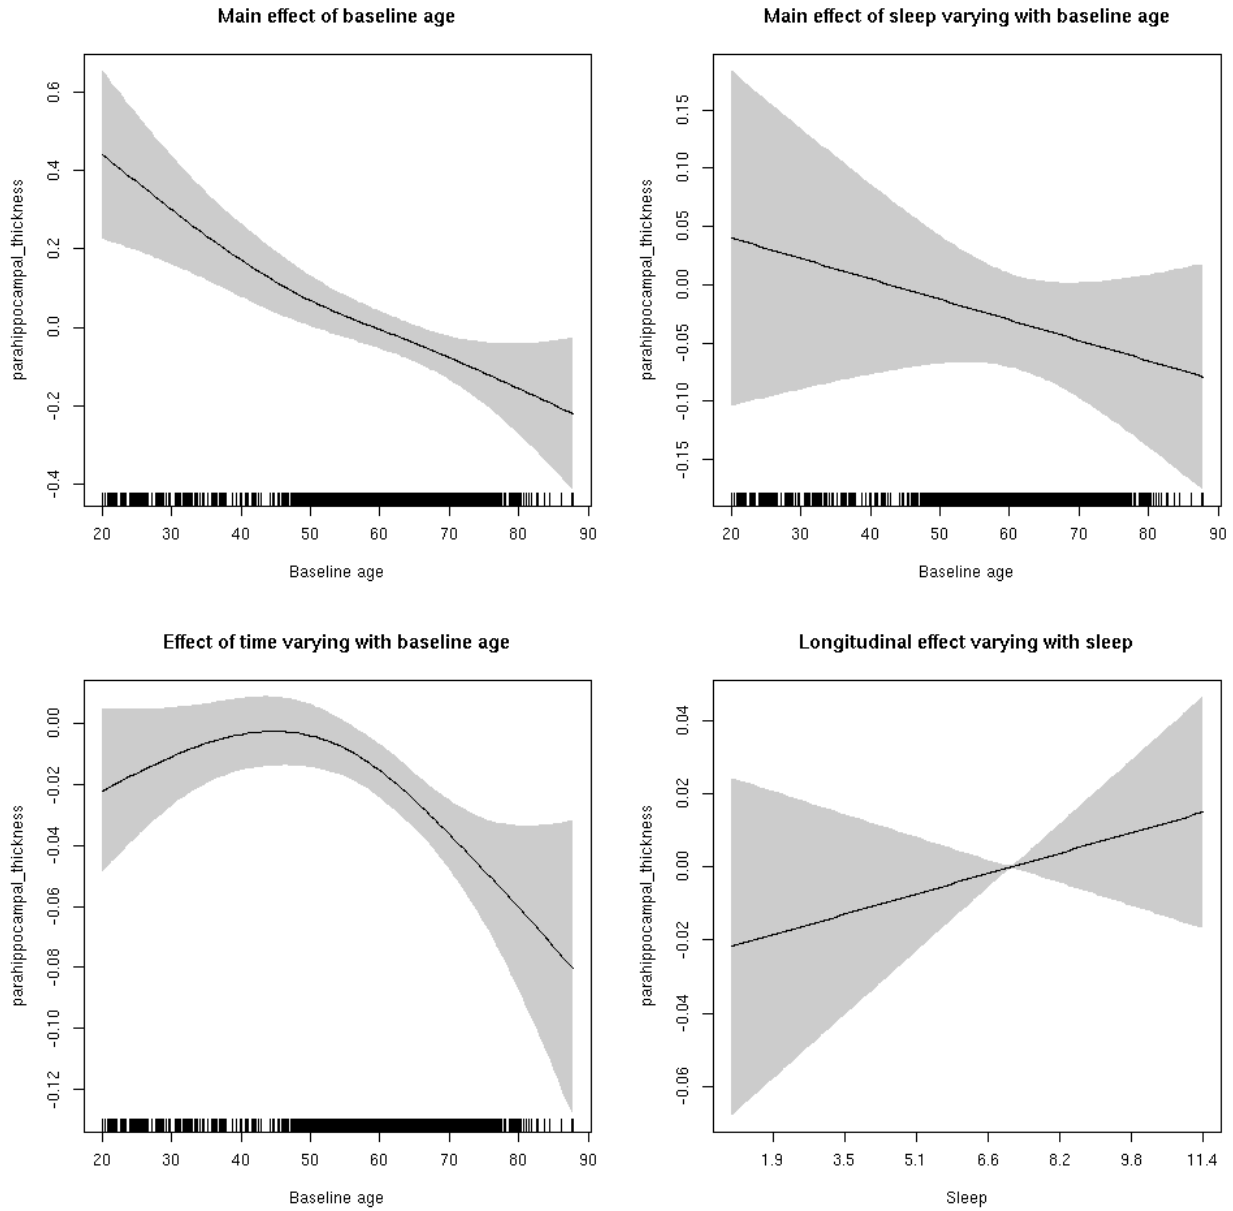 Main effect of baseline age
parahippocampal_thickness
0.6
0.4
0.2
0.0
-0.2
-0.4
20 30 40 50 60 70 80 90
Baseline age
Main effect of sleep varying with baseline age
parahippocampal_thickness
0.15
0.10
0.05
0.00
-0.05
-0.10
-0.15
20 30 40 50 60 70 80 90
Baseline age
Effect of time varying with baseline age
parahippocampal_thickness
0.00
-0.02
-0.04
-0.06
-0.08
-0.10
-0.12
20 30 40 50 60 70 80 90
Baseline age
Longitudinal effect varying with sleep
parahippocampal_thickness
0.04
0.02
0.00
-0.02
-0.04
-0.06
1.9 3.5 5.1 6.6 8.2 9.8 11.4
Sleep